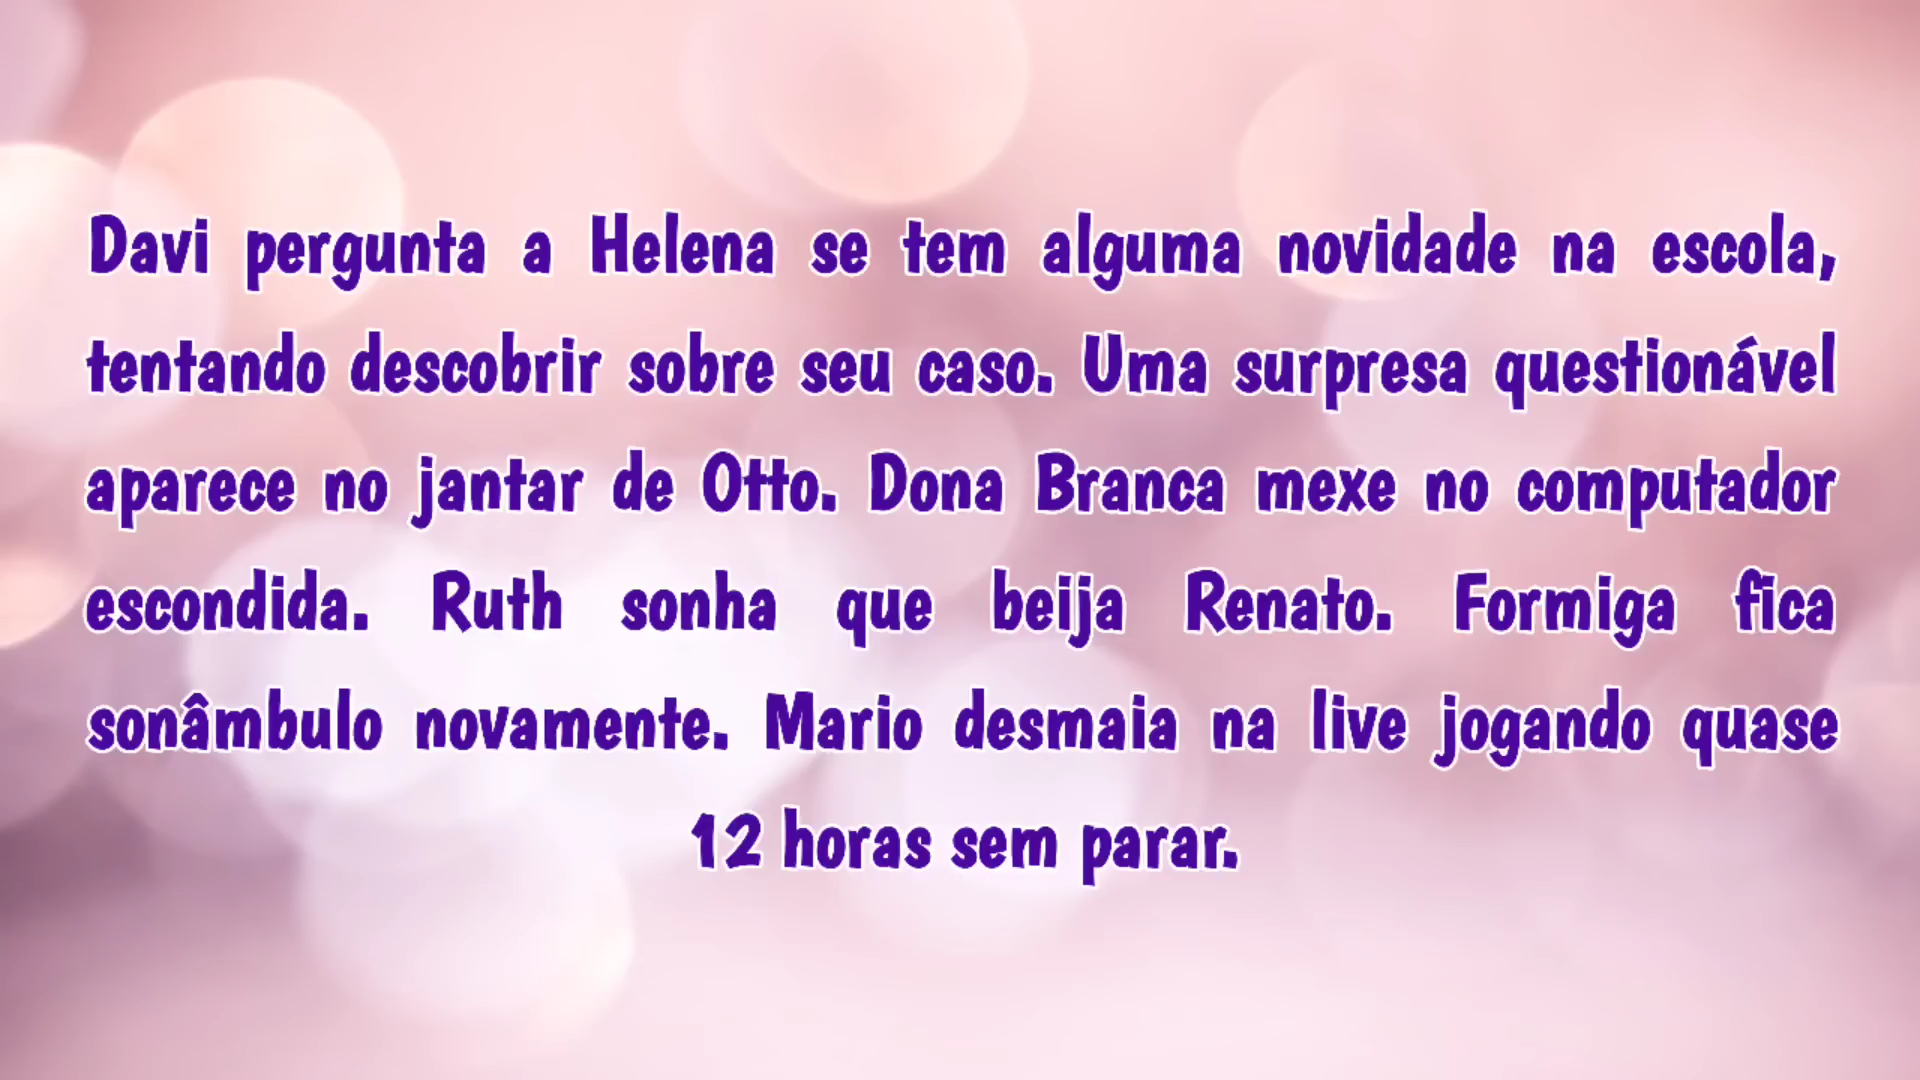 Davi pergunta a Helena se tem alguma novidade na escola,
tentando descobrir sobre seu caso. Uma surpresa questionável
aparece no jantar de Otto. Dona Branca mexe no computador
escondida. Ruth sonha que beija Renato. Formiga fica
sonâmbulo novamente. Mario desmaia na live jogando quase
12 horas sem parar.